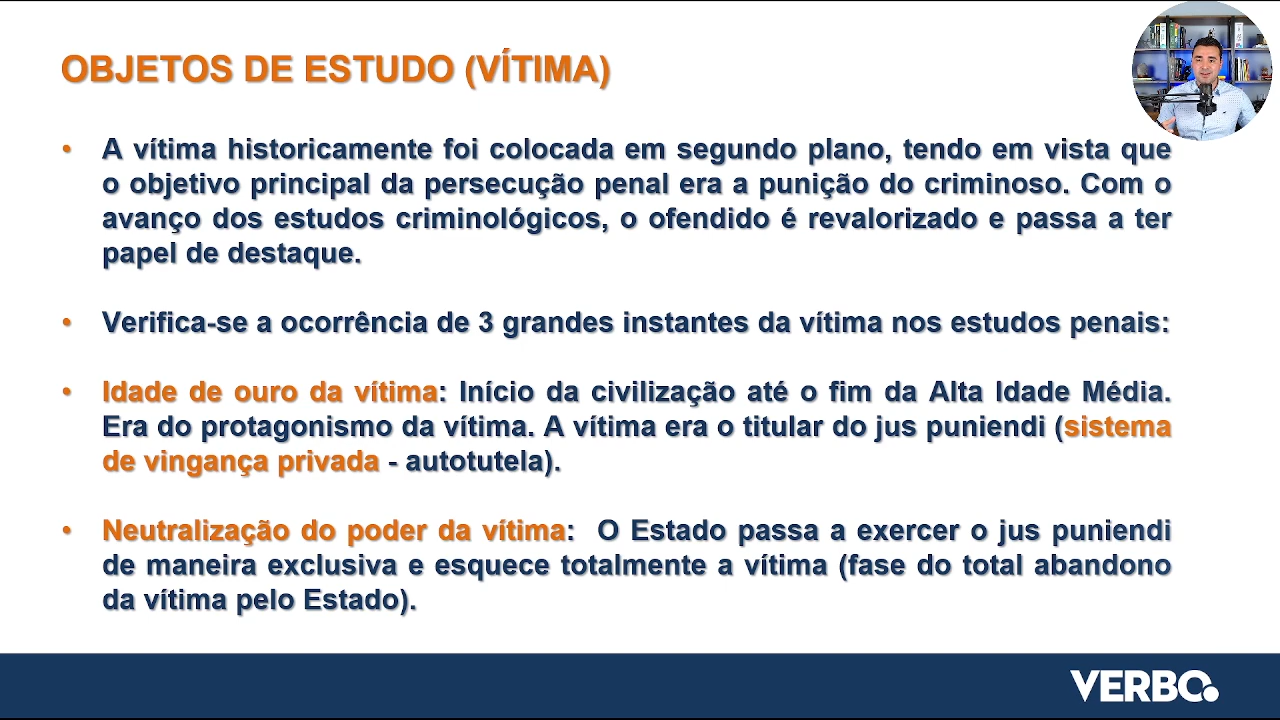 OBJETOS DE ESTUDO (VÍTIMA)
• A vítima historicamente foi colocada em segundo plano, tendo em vista que
o objetivo principal da persecução penal era a punição do criminoso. Com o
avanço dos estudos criminológicos, o ofendido é revalorizado e passa a ter
papel de destaque.
• Verifica-se a ocorrência de 3 grandes instantes da vítima nos estudos penais:
• Idade de ouro da vítima: Início da civilização até o fim da Alta Idade Média.
Era do protagonismo da vítima. A vítima era o titular do jus puniendi (sistema
de vingança privada - autotutela).
• Neutralização do poder da vítima: O Estado passa a exercer o jus puniendi
de maneira exclusiva e esquece totalmente a vítima (fase do total abandono
da vítima pelo Estado).
VERBO